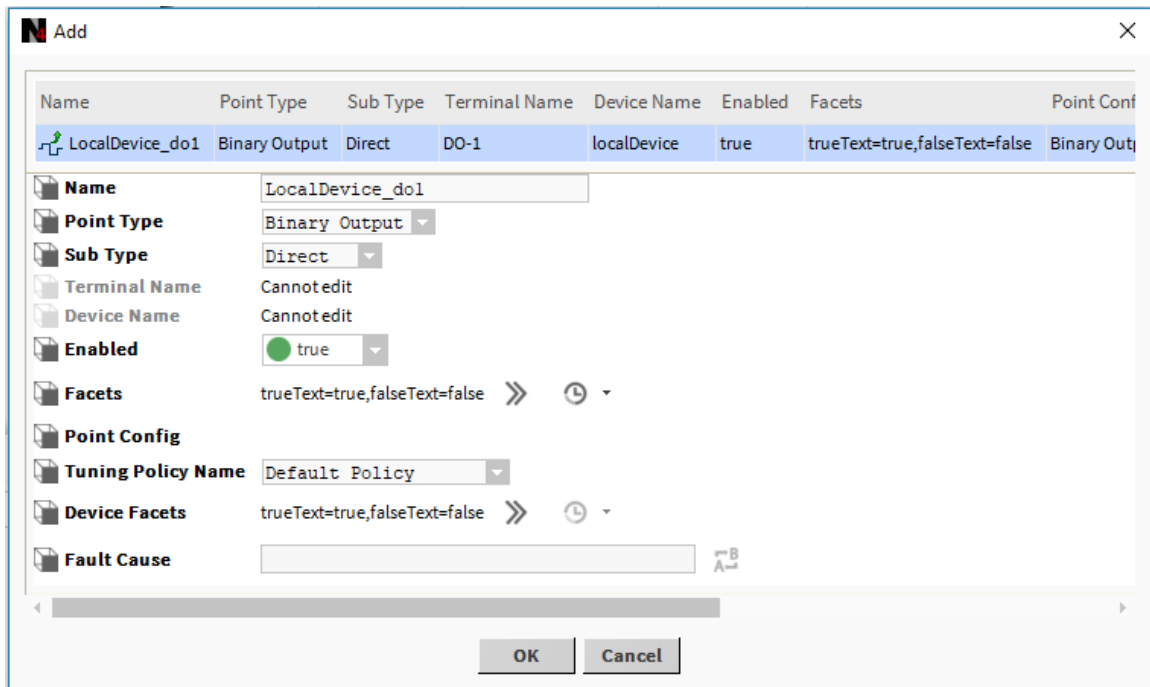 N4 Add
Name Point Type Sub Type Terminal Name Device Name Enabled Facets Point Conf
LocalDevice_do1 Binary Output Direct DO-1 localDevice true trueText=true,falseText=false Binary Outp
Name LocalDevice_do1
Point Type Binary Output
Sub Type Direct
Terminal Name Cannot edit
Device Name Cannot edit
Enabled true
Facets trueText=true,falseText=false
Point Config
Tuning Policy Name Default Policy
Device Facets trueText=true,falseText=false
Fault Cause
OK Cancel